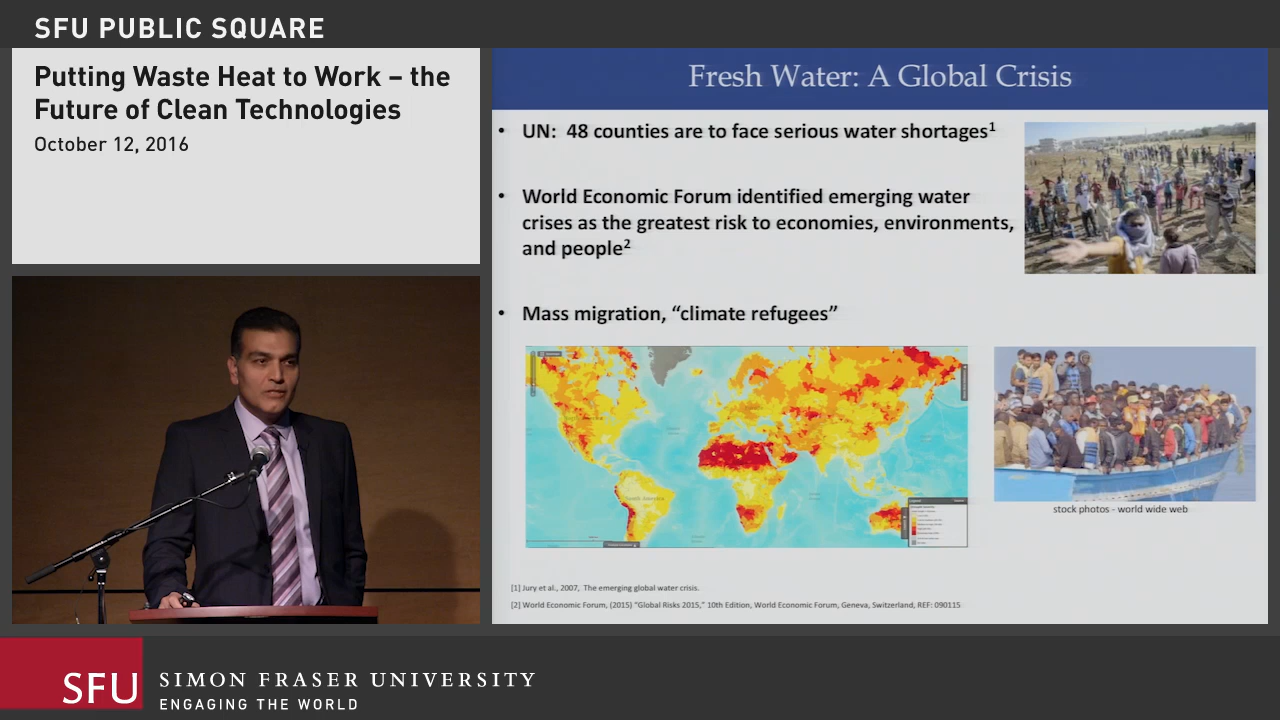 SFU PUBLIC SQUARE
Putting Waste Heat to Work – the
Future of Clean Technologies
October 12, 2016
Fresh Water: A Global Crisis
• UN: 48 counties are to face serious water shortages1
• World Economic Forum identified emerging water
crises as the greatest risk to economies, environments,
and people2
• Mass migration, “climate refugees”
South America
stock photos - world wide web
[1] Jury et al., 2007, The emerging global water crisis.
[2] World Economic Forum, (2015) “Global Risks 2015,” 10th Edition, World Economic Forum, Geneva, Switzerland, REF: 090115
SFU
SIMON FRASER UNIVERSITY
ENGAGING THE WORLD